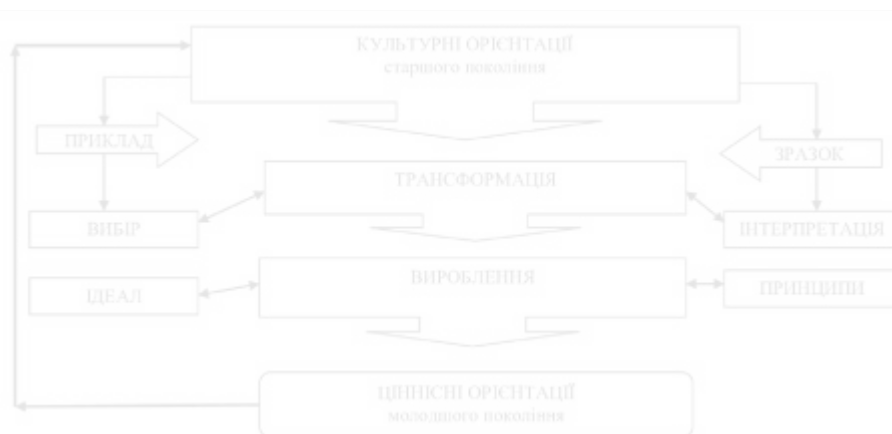 КУЛЬТУРНІ ОРІЄНТАЦІЇ
старшого покоління
ПРИКЛАД
ЗРАЗОК
ТРАНСФОРМАЦІЯ
ВИБІР
ІНТЕРПРЕТАЦІЯ
ВИРОБЛЕННЯ
ІДЕАЛ
ПРИНЦИПИ
ЦІННІСНІ ОРІЄНТАЦІЇ
молодшого покоління